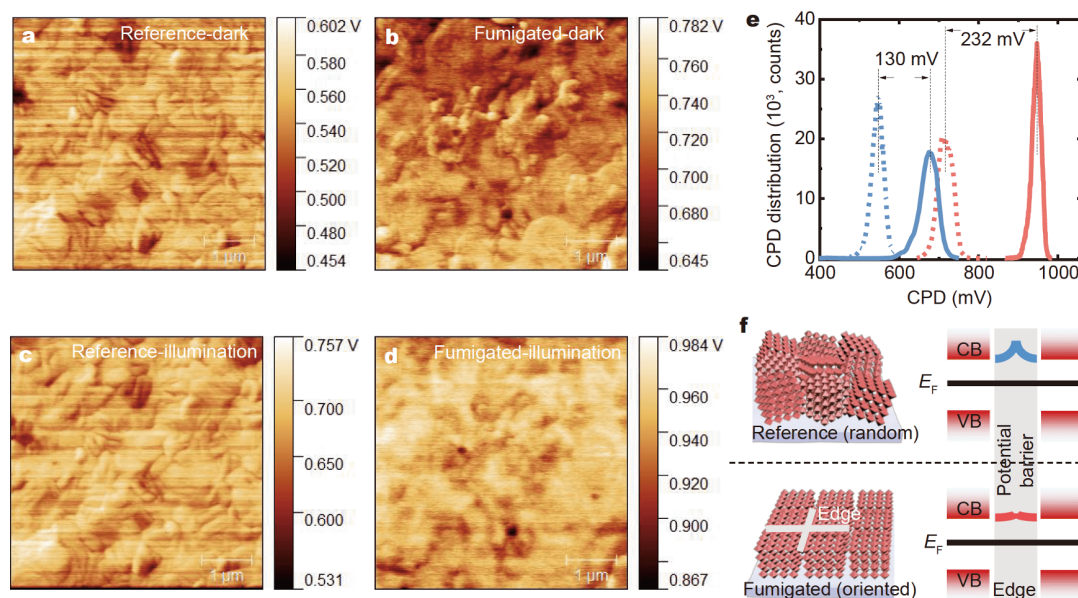 a
Reference-dark
0.602 V
0.580
0.560
0.540
0.520
0.500
0.480
0.454
1 µm
b
Fumigated-dark
0.782 V
0.760
0.740
0.720
0.700
0.680
0.645
1 µm
c
Reference-illumination
0.757 V
0.700
0.650
0.600
0.531
1 µm
d
Fumigated-illumination
0.984 V
0.960
0.940
0.920
0.900
0.867
1 µm
e
CPD distribution (10³, counts)
40
30
20
10
0
130 mV
232 mV
400 600 800 1000
CPD (mV)
f
Reference (random)
CB
E_F
VB
Potential
barrier
Edge
Fumigated (oriented)
CB
E_F
VB
Edge